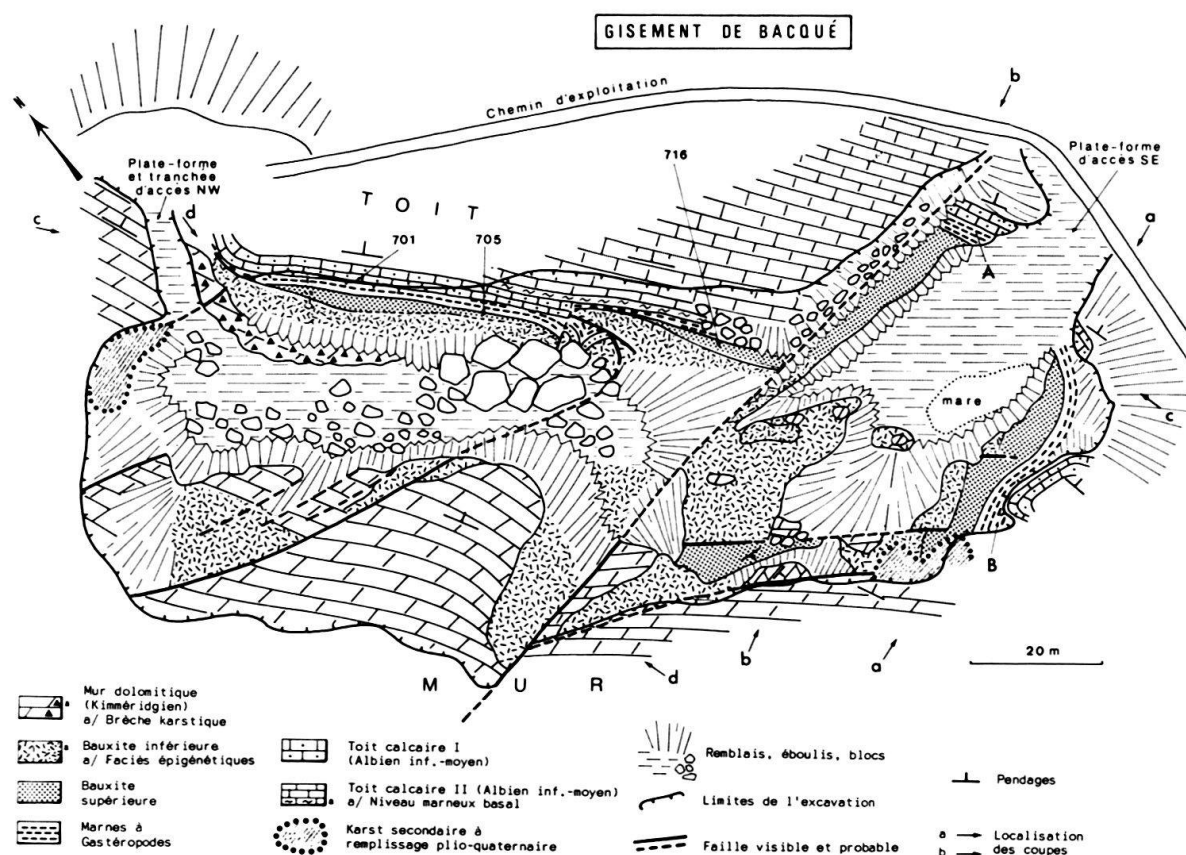 GISEMENT DE BACQUÉ
N
Chemin d'exploitation
b
Plate-forme
et tranchée
d'accès NW
Plate-forme
d'accès SE
716
c
d
TOIT
a
701
705
A
mare
c
B
b
a
20 m
MUR
d
Mur dolomitique
(Kimméridgien)
a/ Brèche karstique
a
Bauxite inférieure
a/ Faciès épigénétiques
a
Bauxite
supérieure
Marnes à
Gastéropodes
Toit calcaire I
(Albien inf.-moyen)
Toit calcaire II (Albien inf.-moyen)
a/ Niveau marneux basal
a
Karst secondaire à
remplissage plio-quaternaire
Remblais, éboulis, blocs
Limites de l'excavation
Faille visible et probable
Pendages
a
b
Localisation
des coupes